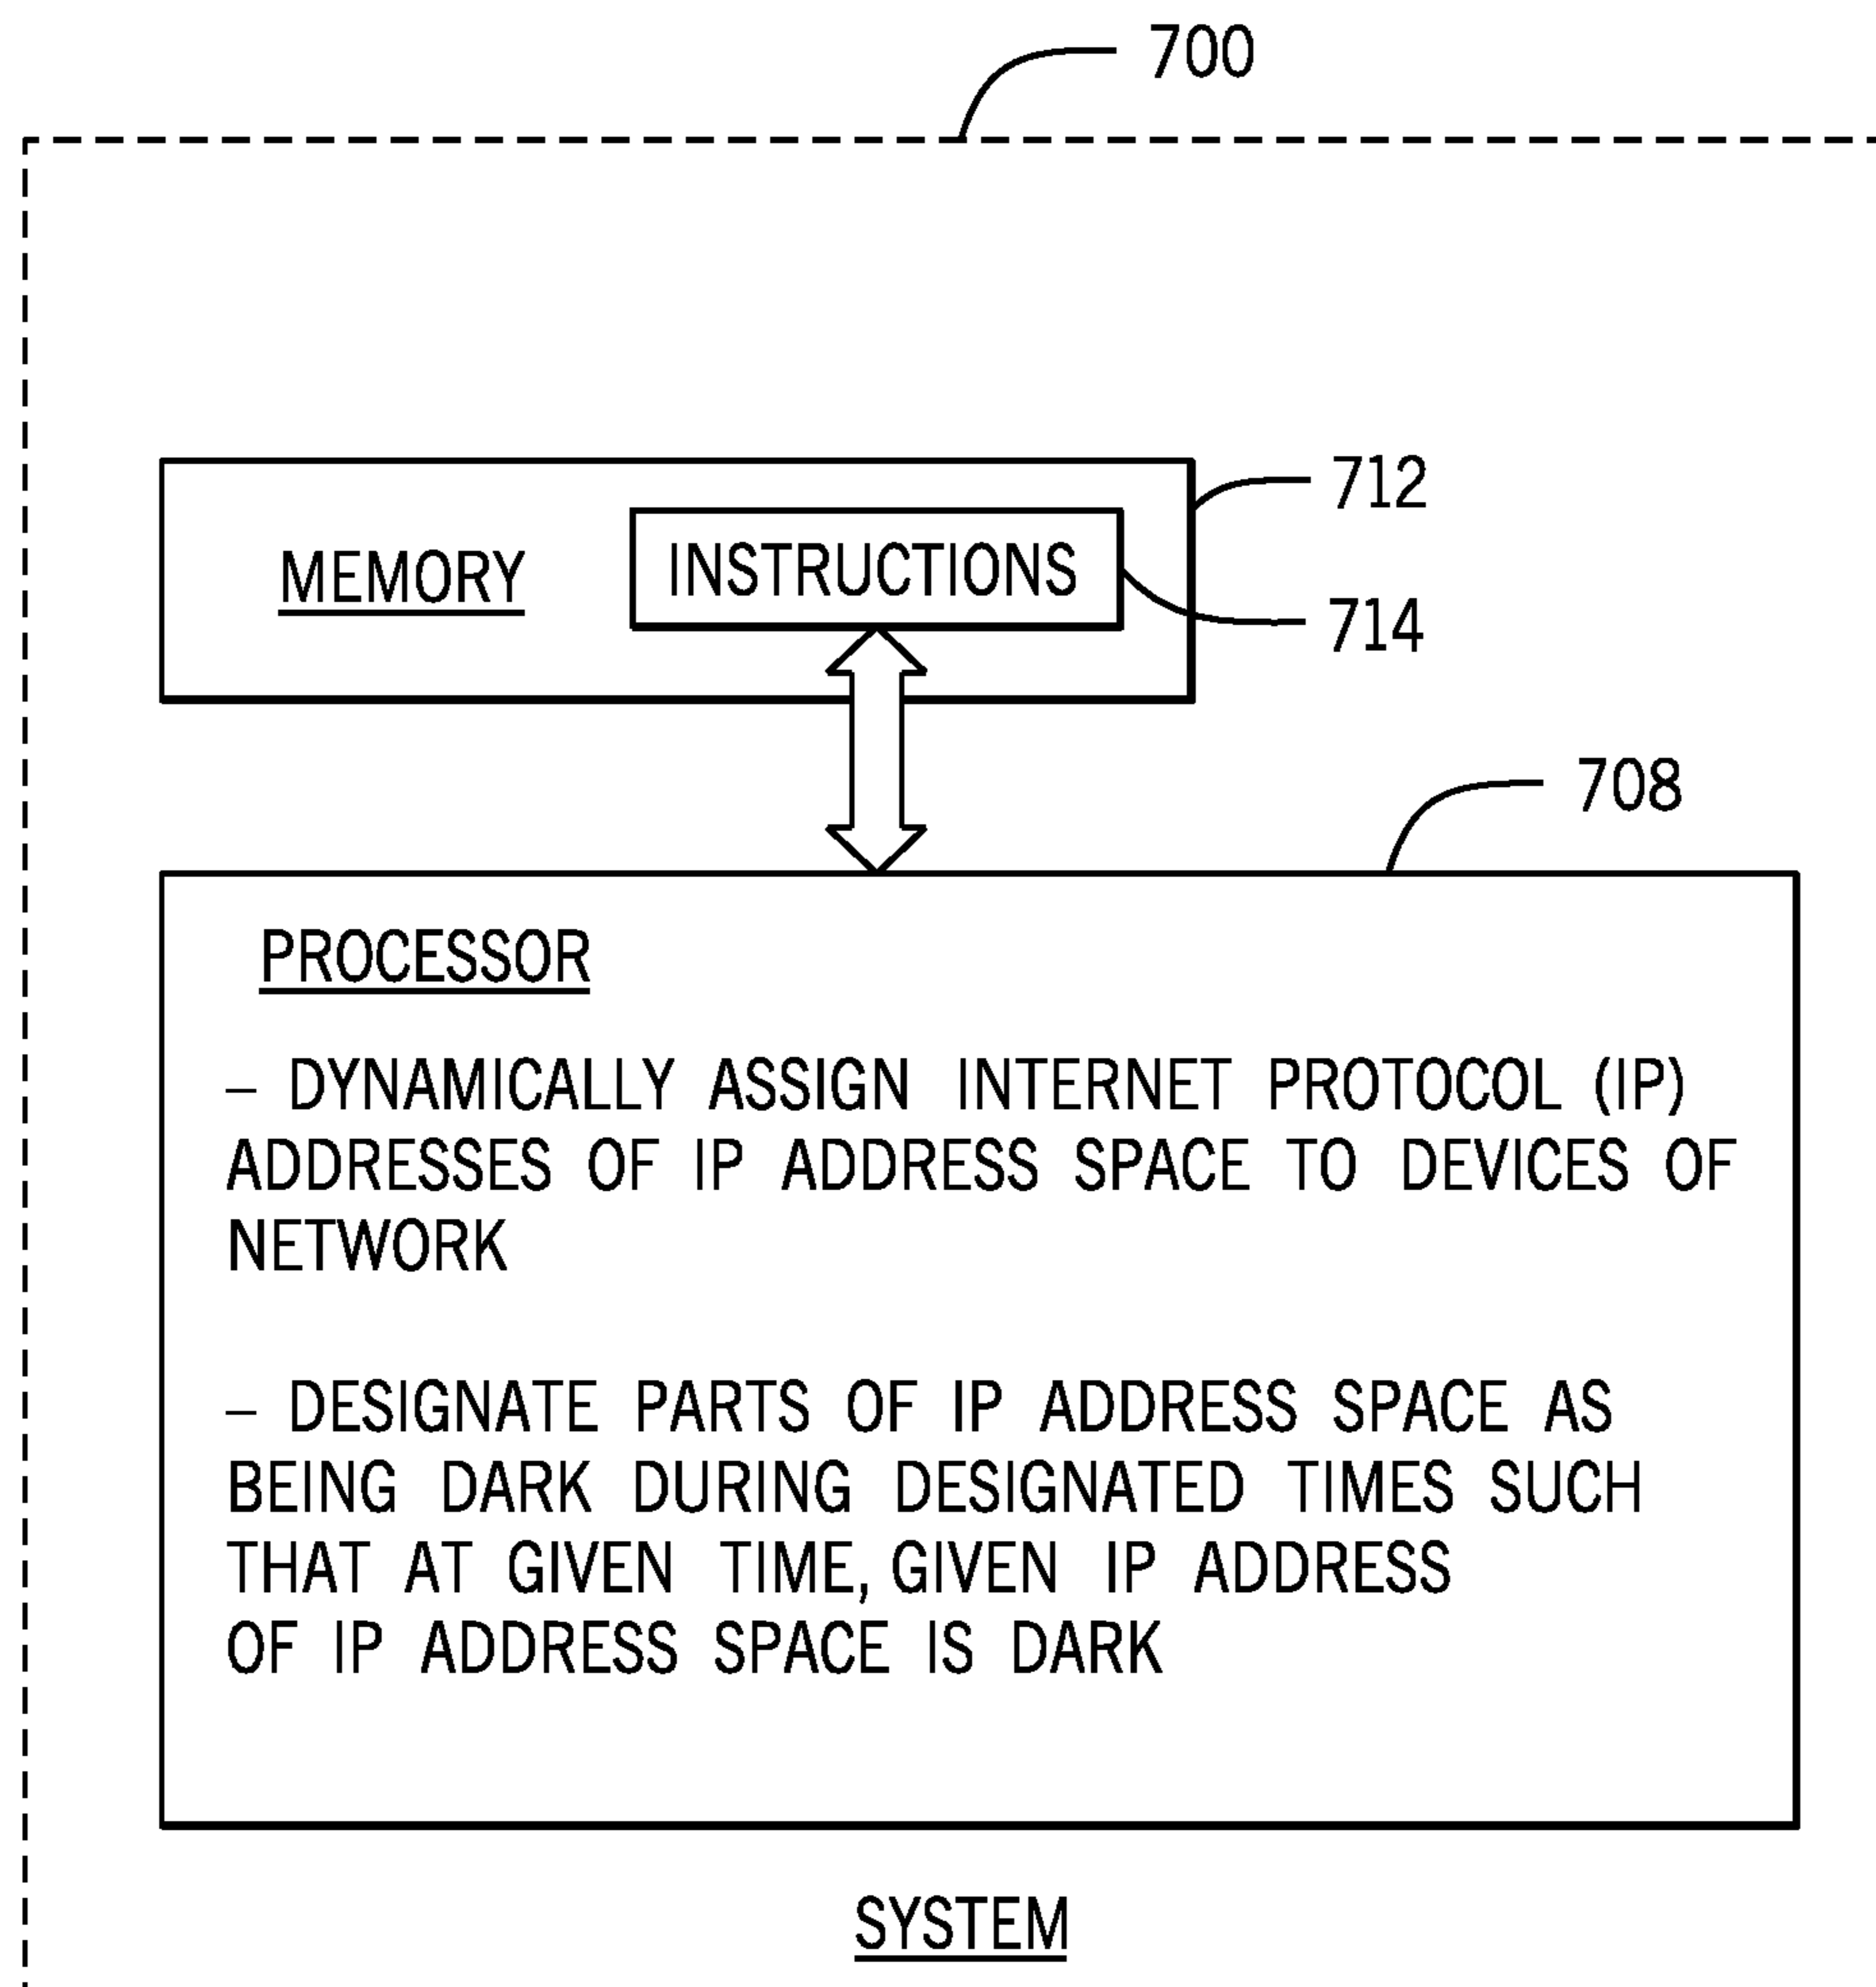 700
712
MEMORY
INSTRUCTIONS
714
708
PROCESSOR
– DYNAMICALLY ASSIGN INTERNET PROTOCOL (IP)
ADDRESSES OF IP ADDRESS SPACE TO DEVICES OF
NETWORK
– DESIGNATE PARTS OF IP ADDRESS SPACE AS
BEING DARK DURING DESIGNATED TIMES SUCH
THAT AT GIVEN TIME, GIVEN IP ADDRESS
OF IP ADDRESS SPACE IS DARK
SYSTEM